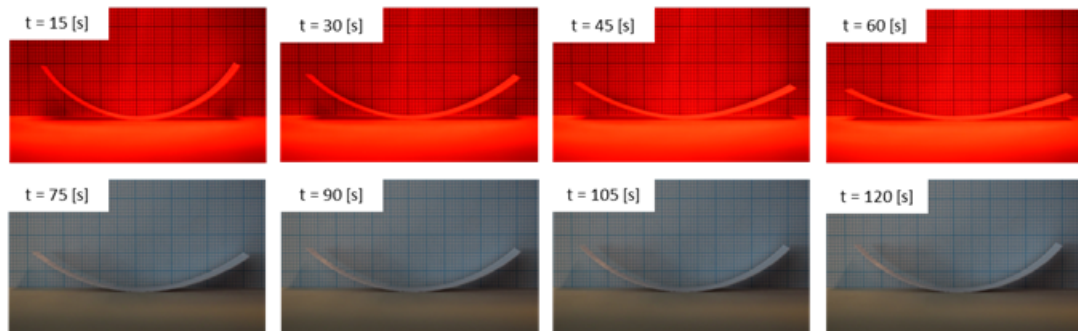 t = 15 [s]
t = 30 [s]
t = 45 [s]
t = 60 [s]
t = 75 [s]
t = 90 [s]
t = 105 [s]
t = 120 [s]